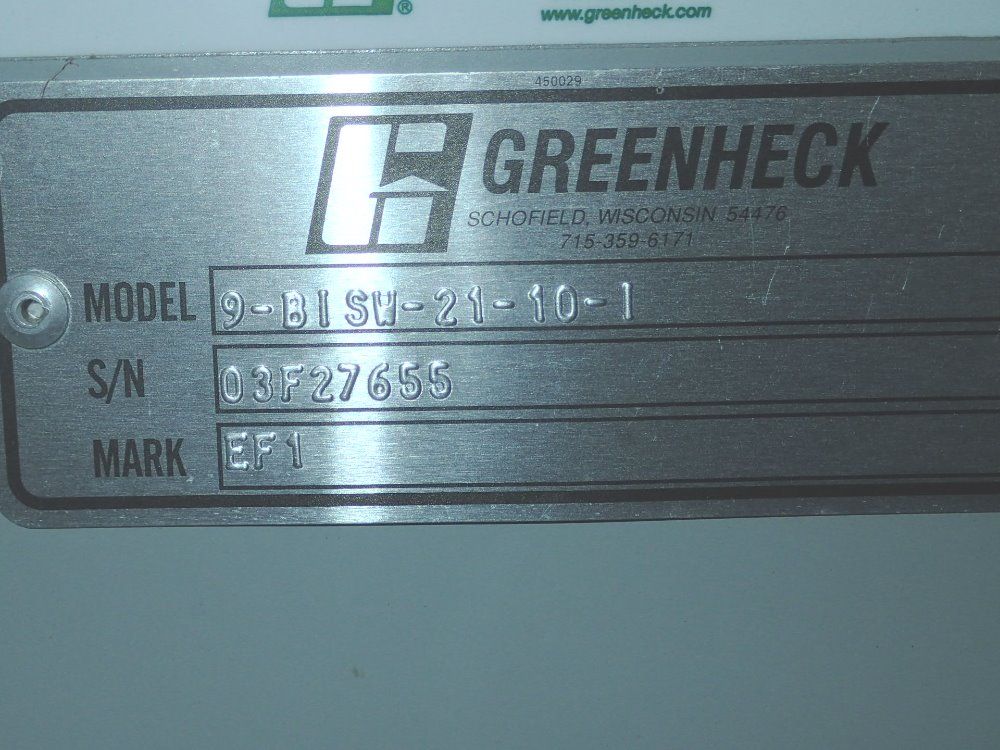 ®
www.greenheck.com
450029
GREENHECK
SCHOFIELD, WISCONSIN 54476
715-359-6171
MODEL 9-BISW-21-10-I
S/N 03F27655
MARK EF1